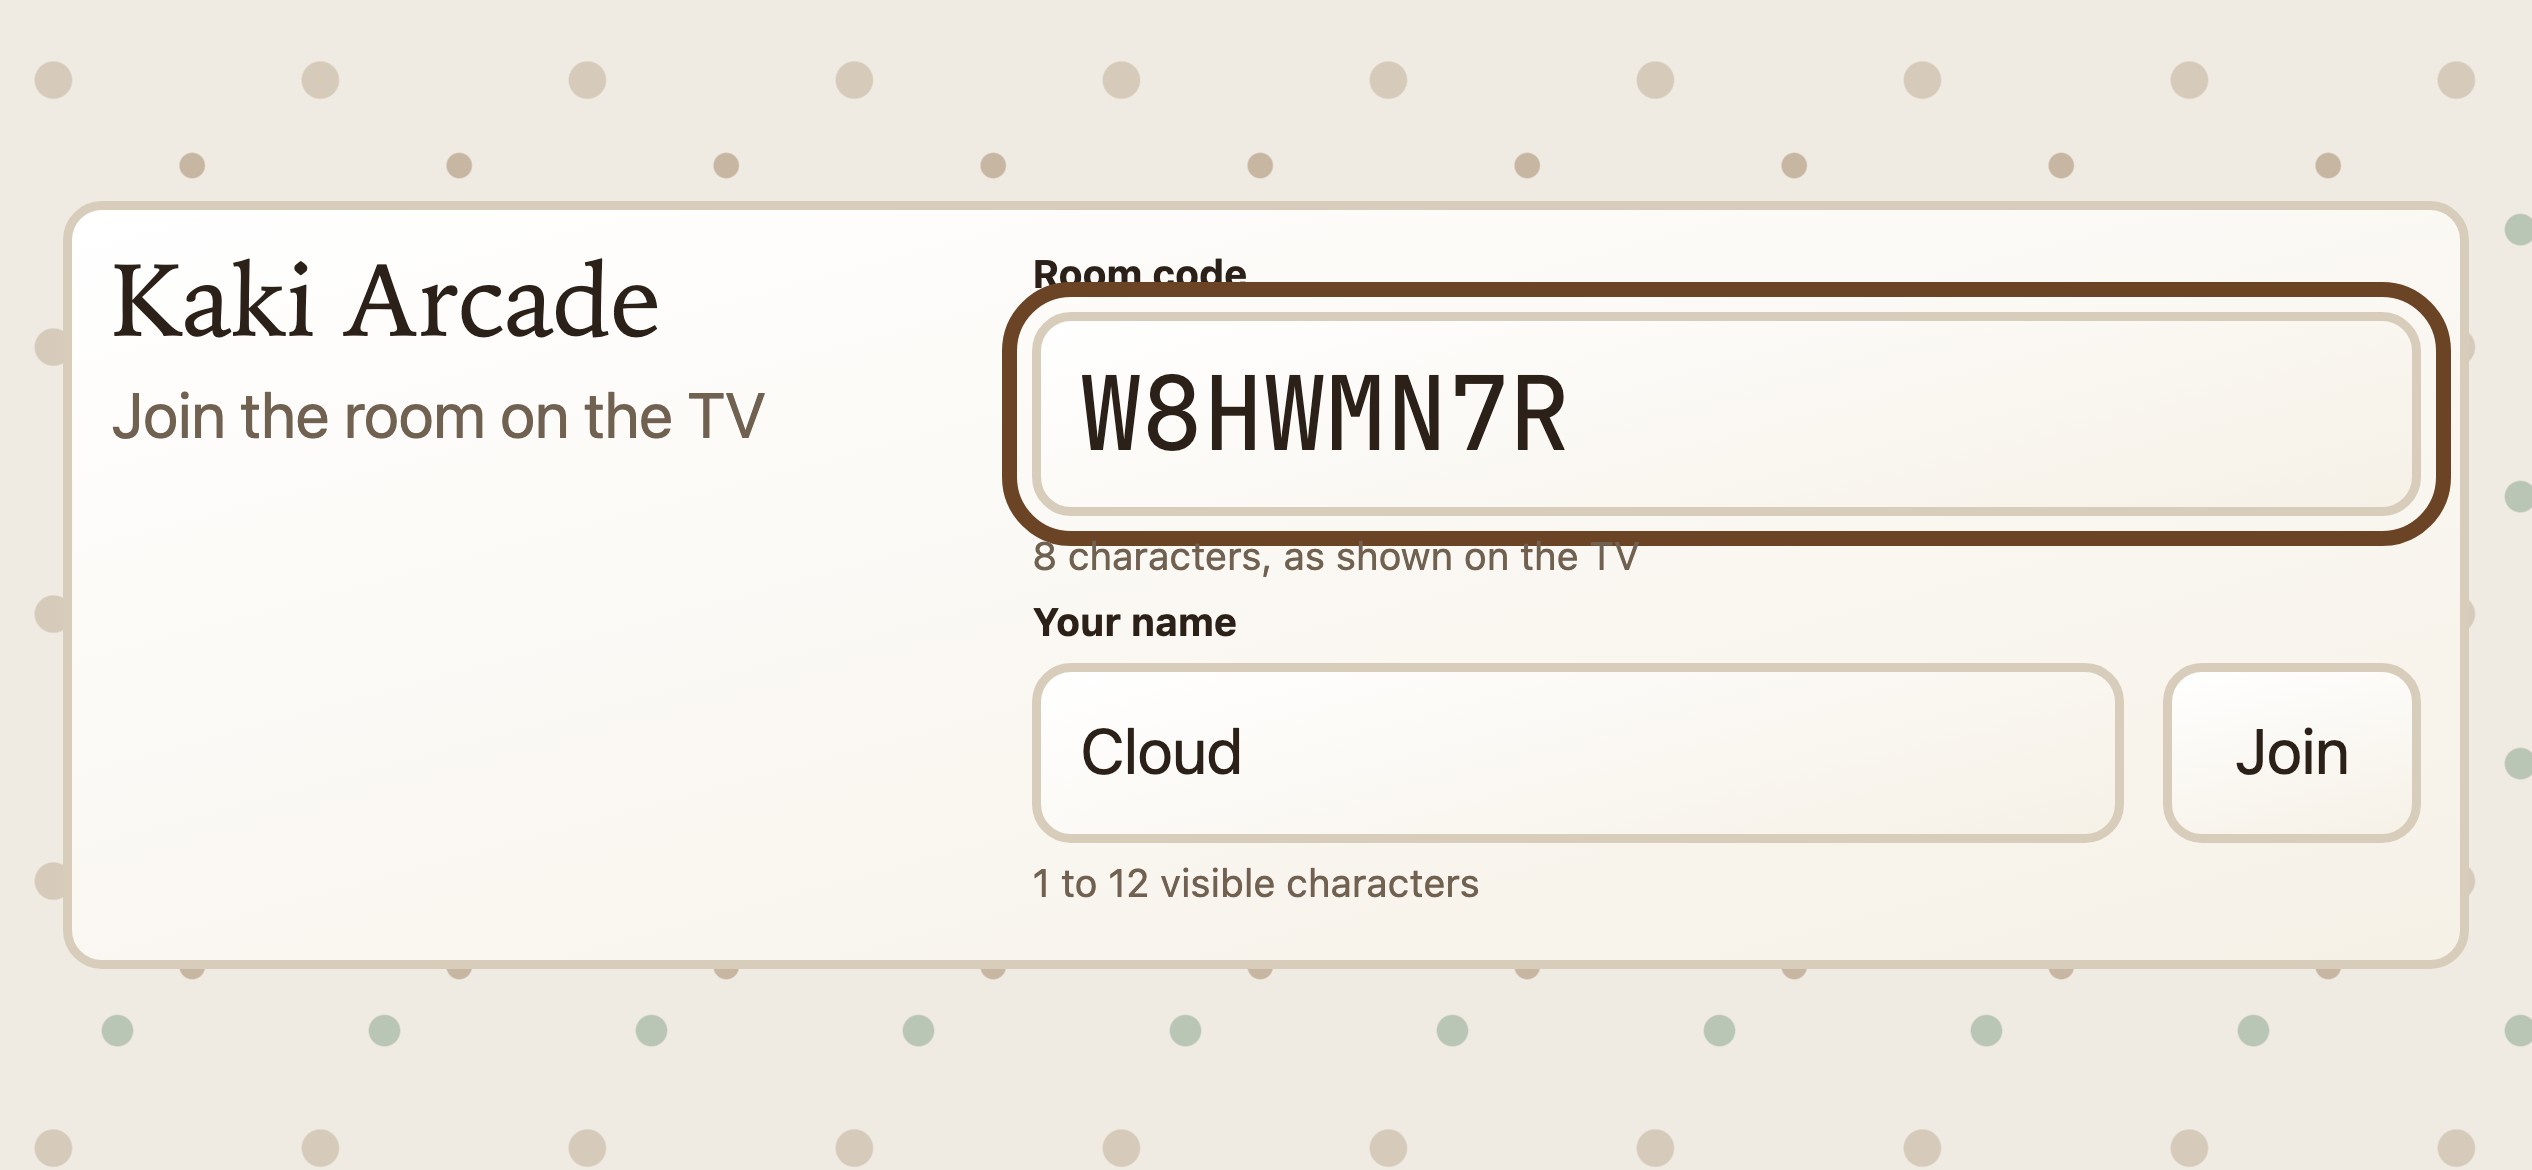 Kaki Arcade
Join the room on the TV
Room code
W8HWMN7R
8 characters, as shown on the TV
Your name
Cloud
Join
1 to 12 visible characters